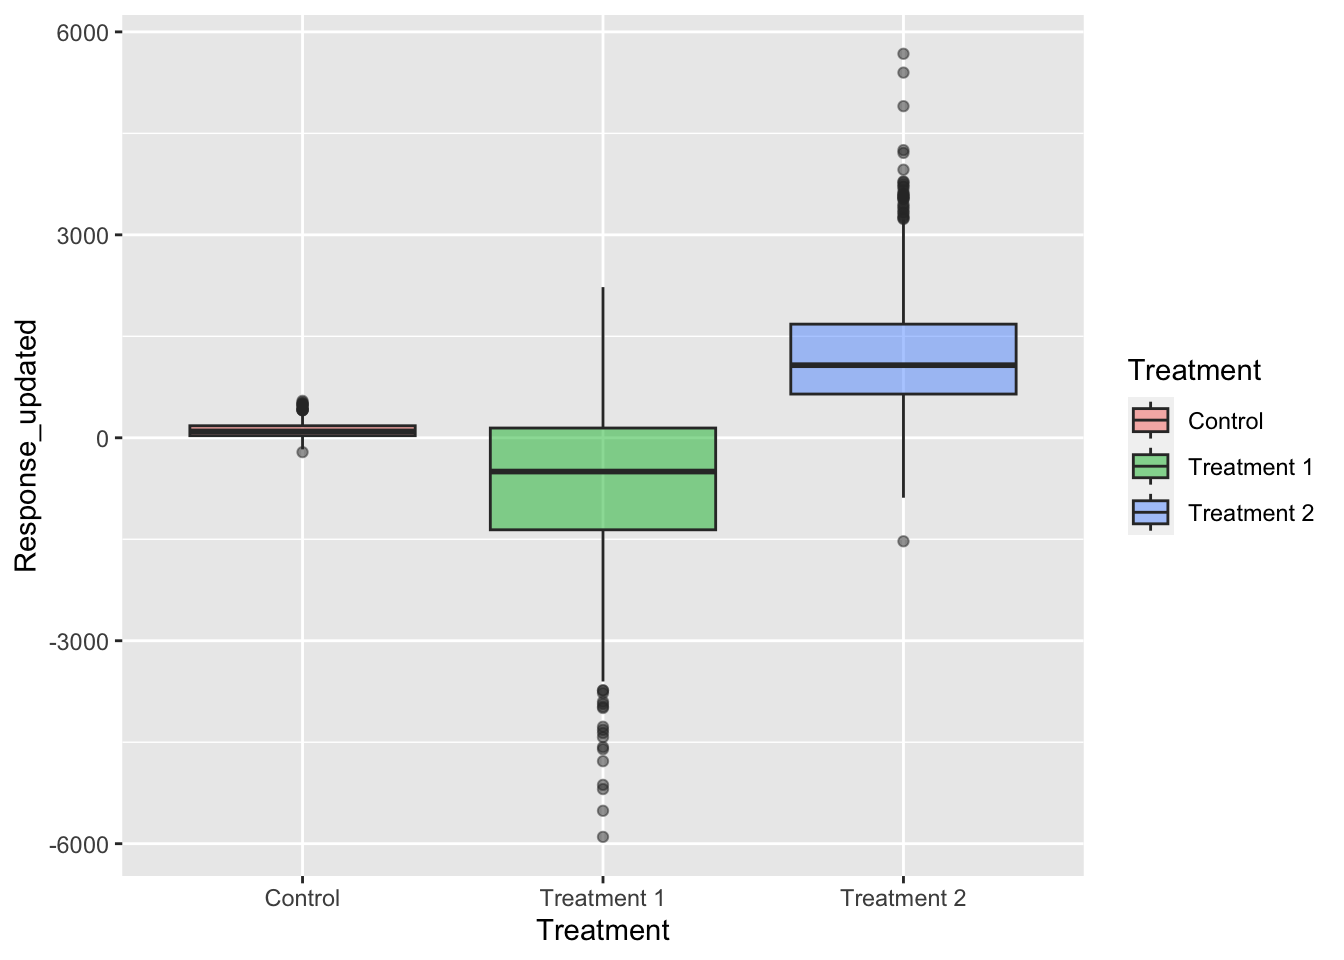 6000
3000
0
-3000
-6000
Response_updated
Control
Treatment 1
Treatment 2
Treatment
Treatment
Control
Treatment 1
Treatment 2